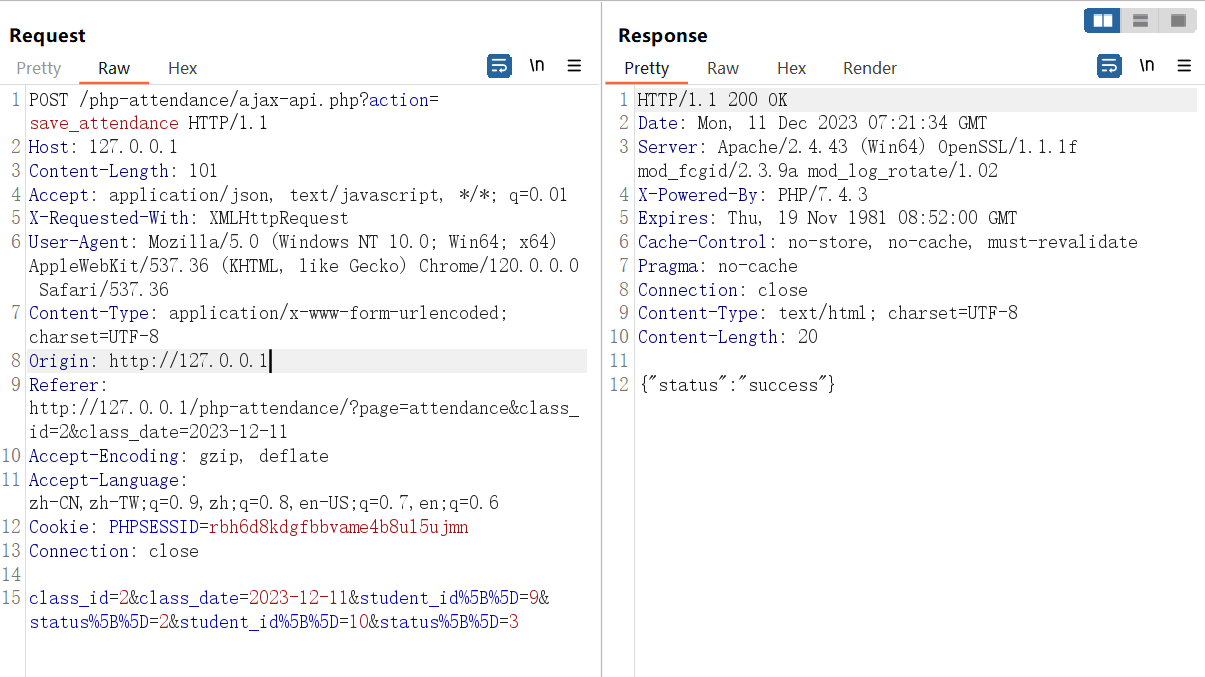 Request
Pretty Raw Hex \n
1 POST /php-attendance/ajax-api.php?action=
save_attendance HTTP/1.1
2 Host: 127.0.0.1
3 Content-Length: 101
4 Accept: application/json, text/javascript, */*; q=0.01
5 X-Requested-With: XMLHttpRequest
6 User-Agent: Mozilla/5.0 (Windows NT 10.0; Win64; x64)
AppleWebKit/537.36 (KHTML, like Gecko) Chrome/120.0.0.0
Safari/537.36
7 Content-Type: application/x-www-form-urlencoded;
charset=UTF-8
8 Origin: http://127.0.0.1
9 Referer:
http://127.0.0.1/php-attendance/?page=attendance&class_
id=2&class_date=2023-12-11
10 Accept-Encoding: gzip, deflate
11 Accept-Language:
zh-CN,zh-TW;q=0.9,zh;q=0.8,en-US;q=0.7,en;q=0.6
12 Cookie: PHPSESSID=rbh6d8kdgfbbvame4b8ul5ujmn
13 Connection: close
14
15 class_id=2&class_date=2023-12-11&student_id%5B%5D=9&
status%5B%5D=2&student_id%5B%5D=10&status%5B%5D=3
Response
Pretty Raw Hex Render \n
1 HTTP/1.1 200 OK
2 Date: Mon, 11 Dec 2023 07:21:34 GMT
3 Server: Apache/2.4.43 (Win64) OpenSSL/1.1.1f
mod_fcgid/2.3.9a mod_log_rotate/1.02
4 X-Powered-By: PHP/7.4.3
5 Expires: Thu, 19 Nov 1981 08:52:00 GMT
6 Cache-Control: no-store, no-cache, must-revalidate
7 Pragma: no-cache
8 Connection: close
9 Content-Type: text/html; charset=UTF-8
10 Content-Length: 20
11
12 {"status":"success"}